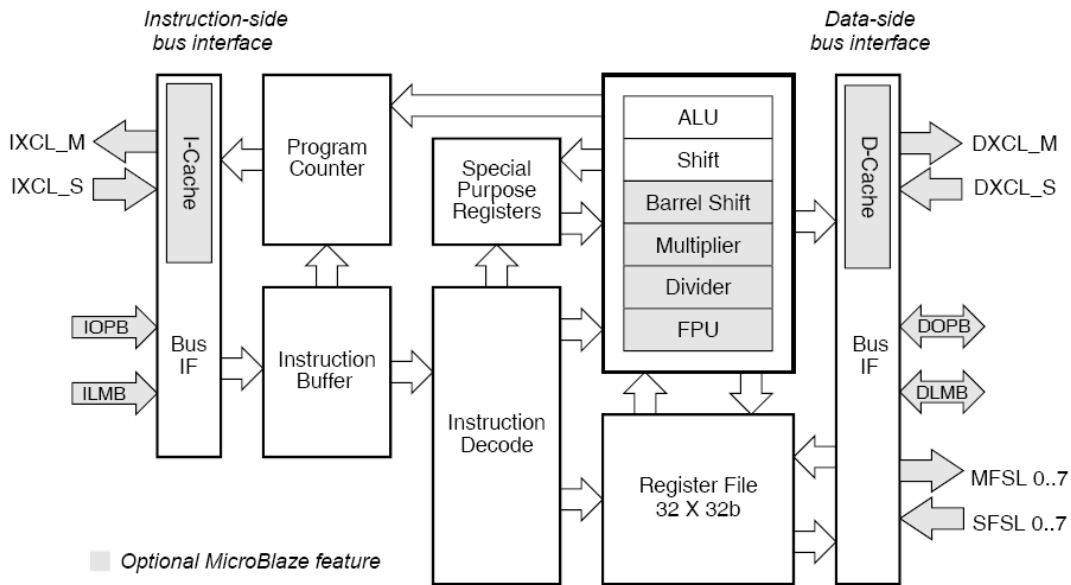 Instruction-side
bus interface
Data-side
bus interface
IXCL_M
IXCL_S
I-Cache
IOPB
ILMB
Bus
IF
Program
Counter
Instruction
Buffer
Special
Purpose
Registers
Instruction
Decode
ALU
Shift
Barrel Shift
Multiplier
Divider
FPU
Register File
32 X 32b
D-Cache
Bus
IF
DXCL_M
DXCL_S
DOPB
DLMB
MFSL 0..7
SFSL 0..7
Optional MicroBlaze feature